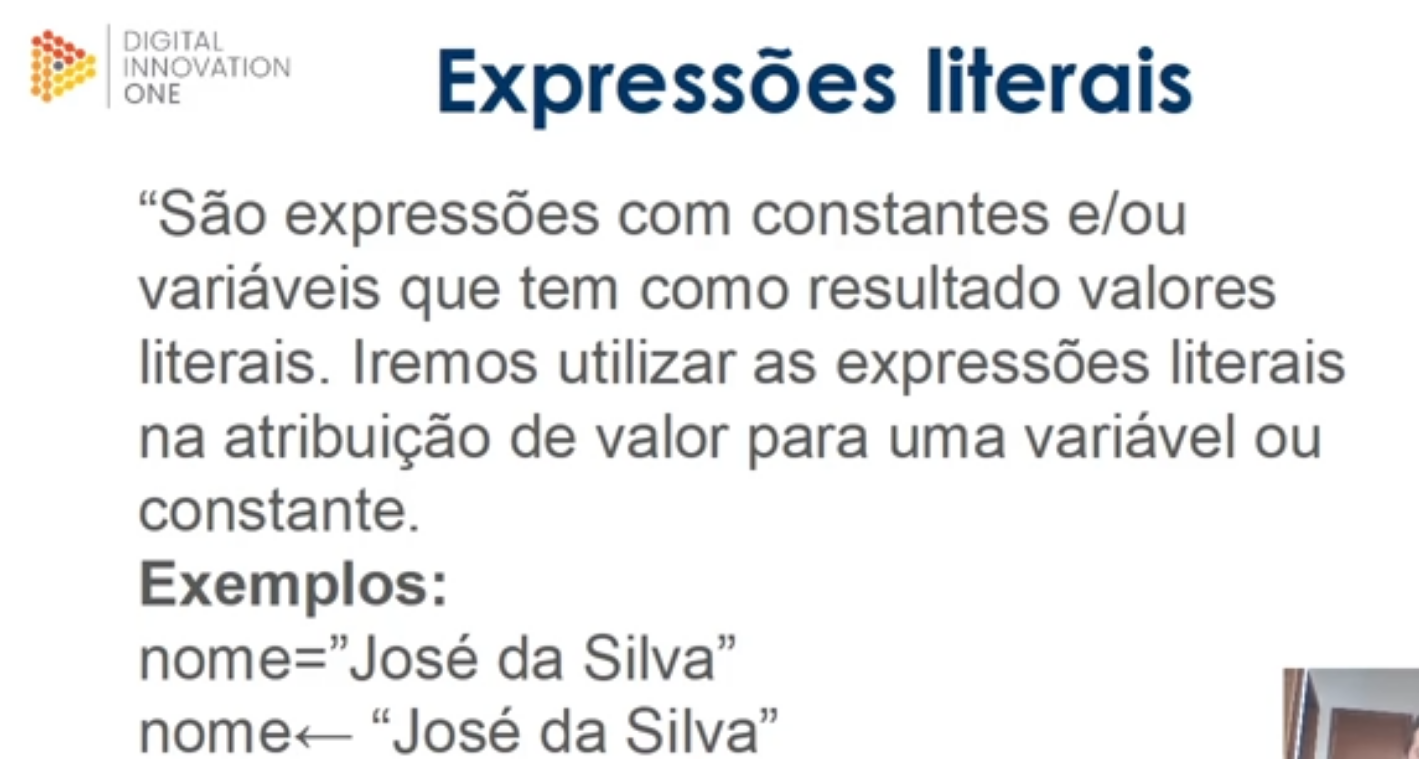 DIGITAL
INNOVATION
ONE
Expressões literais
“São expressões com constantes e/ou
variáveis que tem como resultado valores
literais. Iremos utilizar as expressões literais
na atribuição de valor para uma variável ou
constante.
Exemplos:
nome=”José da Silva”
nome← “José da Silva”